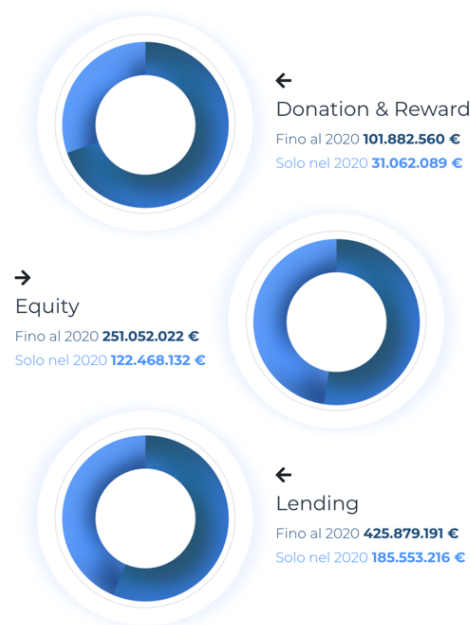 Donation & Reward
Fino al 2020 101.882.560 €
Solo nel 2020 31.062.089 €
Equity
Fino al 2020 251.052.022 €
Solo nel 2020 122.468.132 €
Lending
Fino al 2020 425.879.191 €
Solo nel 2020 185.553.216 €